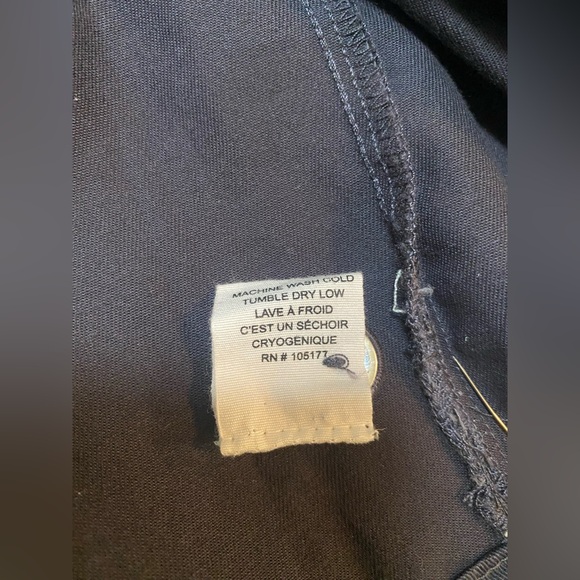 MACHINE WASH COLD
TUMBLE DRY LOW
LAVE À FROID
C'EST UN SÉCHOIR
CRYOGÉNIQUE
RN # 105177